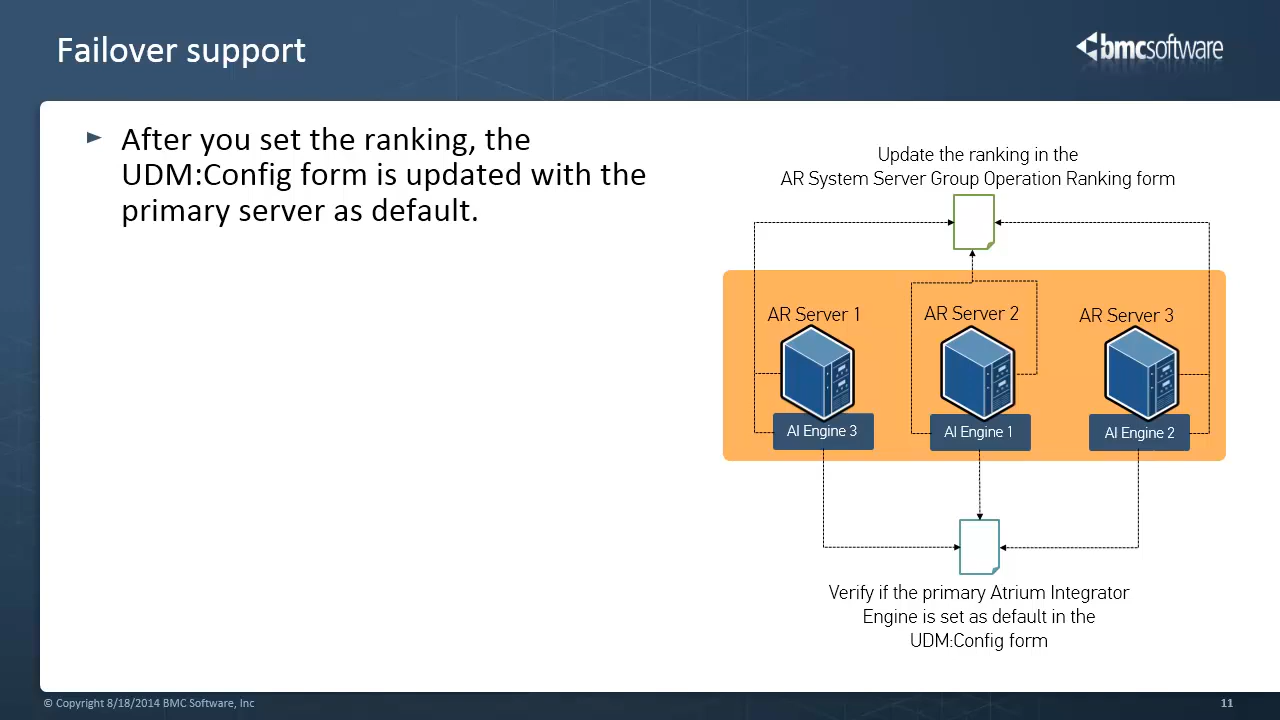 Failover support
bmcsoftware
► After you set the ranking, the
UDM:Config form is updated with the
primary server as default.
Update the ranking in the
AR System Server Group Operation Ranking form
AR Server 1
AR Server 2
AR Server 3
AI Engine 3
AI Engine 1
AI Engine 2
Verify if the primary Atrium Integrator
Engine is set as default in the
UDM:Config form
© Copyright 8/18/2014 BMC Software, Inc
11